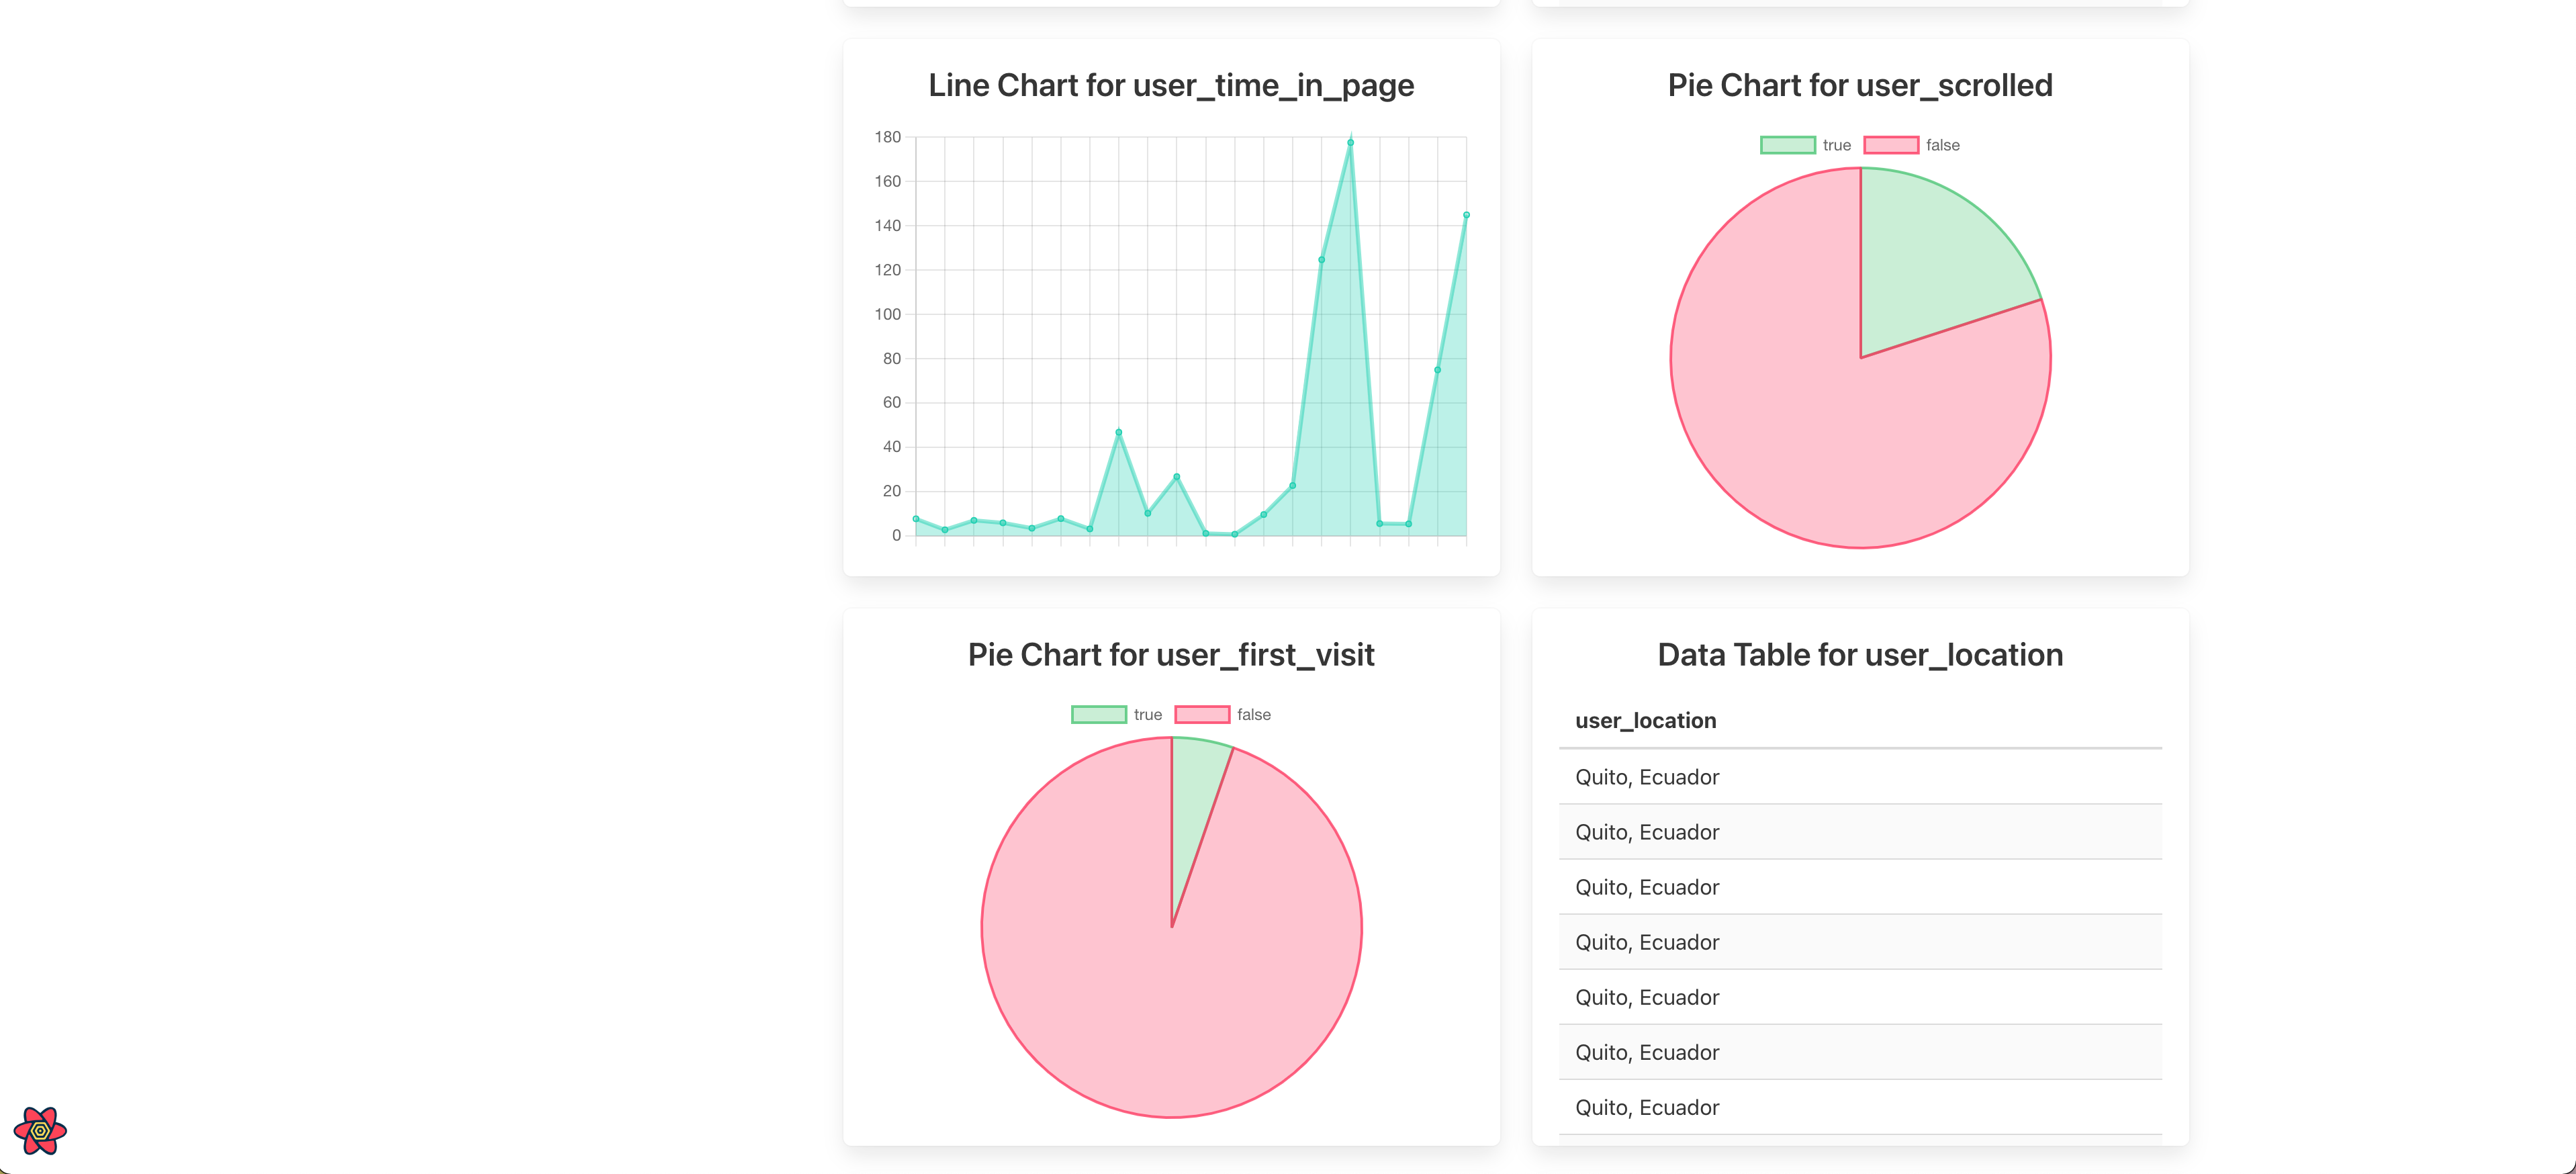 Line Chart for user_time_in_page
180
160
140
120
100
80
60
40
20
0
Pie Chart for user_scrolled
true false
Pie Chart for user_first_visit
true false
Data Table for user_location
user_location
Quito, Ecuador
Quito, Ecuador
Quito, Ecuador
Quito, Ecuador
Quito, Ecuador
Quito, Ecuador
Quito, Ecuador